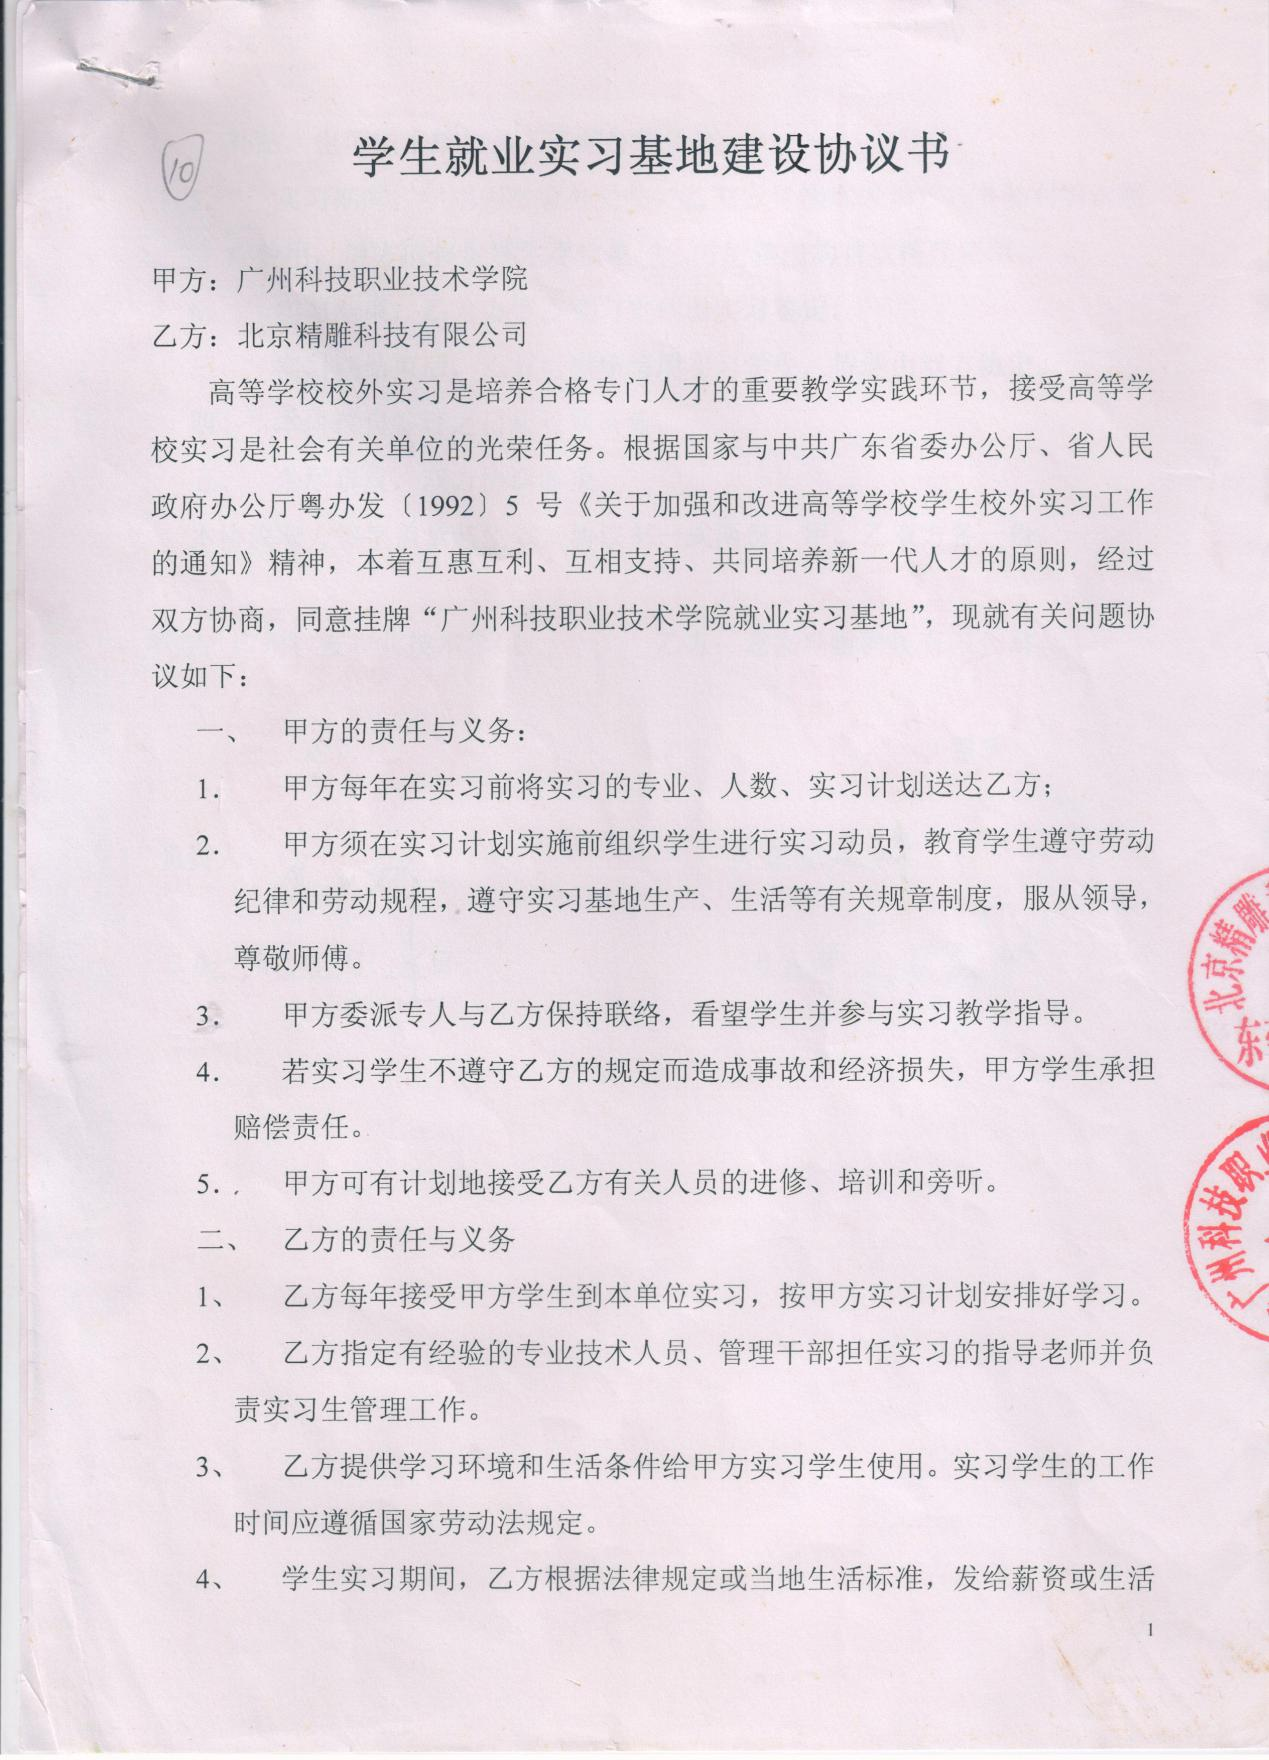 10
学生就业实习基地建设协议书
甲方：广州科技职业技术学院
乙方：北京精雕科技有限公司
高等学校校外实习是培养合格专门人才的重要教学实践环节，接受高等学
校实习是社会有关单位的光荣任务。根据国家与中共广东省委办公厅、省人民
政府办公厅粤办发〔1992〕5 号《关于加强和改进高等学校学生校外实习工作
的通知》精神，本着互惠互利、互相支持、共同培养新一代人才的原则，经过
双方协商，同意挂牌“广州科技职业技术学院就业实习基地”，现就有关问题协
议如下：
一、 甲方的责任与义务：
1. 甲方每年在实习前将实习的专业、人数、实习计划送达乙方；
2. 甲方须在实习计划实施前组织学生进行实习动员，教育学生遵守劳动
纪律和劳动规程，遵守实习基地生产、生活等有关规章制度，服从领导，
尊敬师傅。
3. 甲方委派专人与乙方保持联络，看望学生并参与实习教学指导。
4. 若实习学生不遵守乙方的规定而造成事故和经济损失，甲方学生承担
赔偿责任。
5. 甲方可有计划地接受乙方有关人员的进修、培训和旁听。
二、 乙方的责任与义务
1、 乙方每年接受甲方学生到本单位实习，按甲方实习计划安排好学习。
2、 乙方指定有经验的专业技术人员、管理干部担任实习的指导老师并负
责实习生管理工作。
3、 乙方提供学习环境和生活条件给甲方实习学生使用。实习学生的工作
时间应遵循国家劳动法规定。
4、 学生实习期间，乙方根据法律规定或当地生活标准，发给薪资或生活
1
北京精雕
东
广州科技职